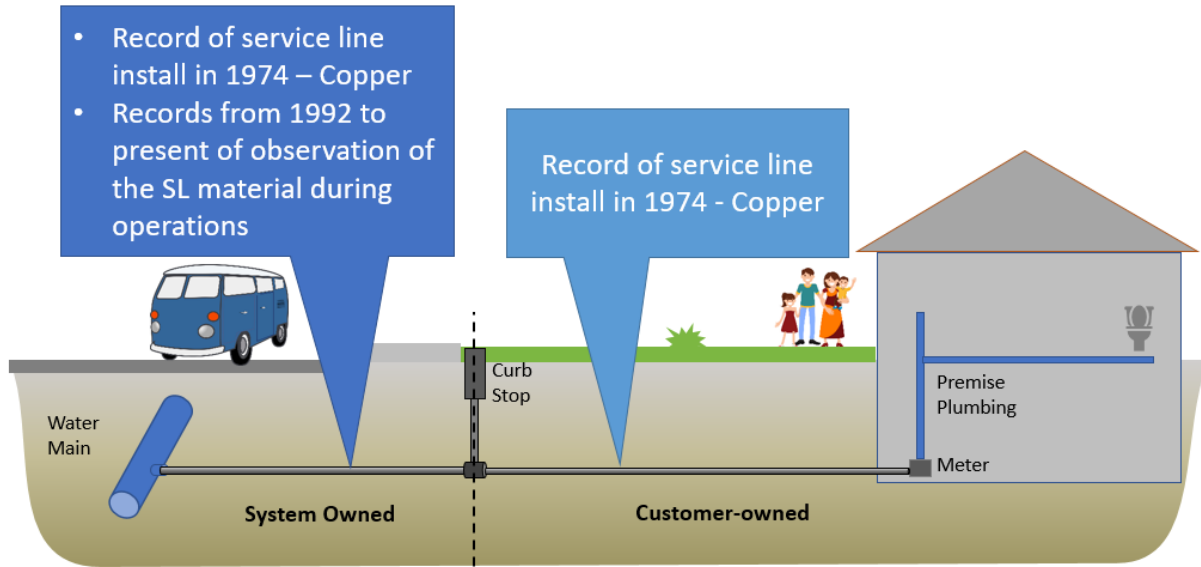 • Record of service line
install in 1974 – Copper
• Records from 1992 to
present of observation of
the SL material during
operations
Record of service line
install in 1974 - Copper
Curb
Stop
Water
Main
Premise
Plumbing
Meter
System Owned
Customer-owned